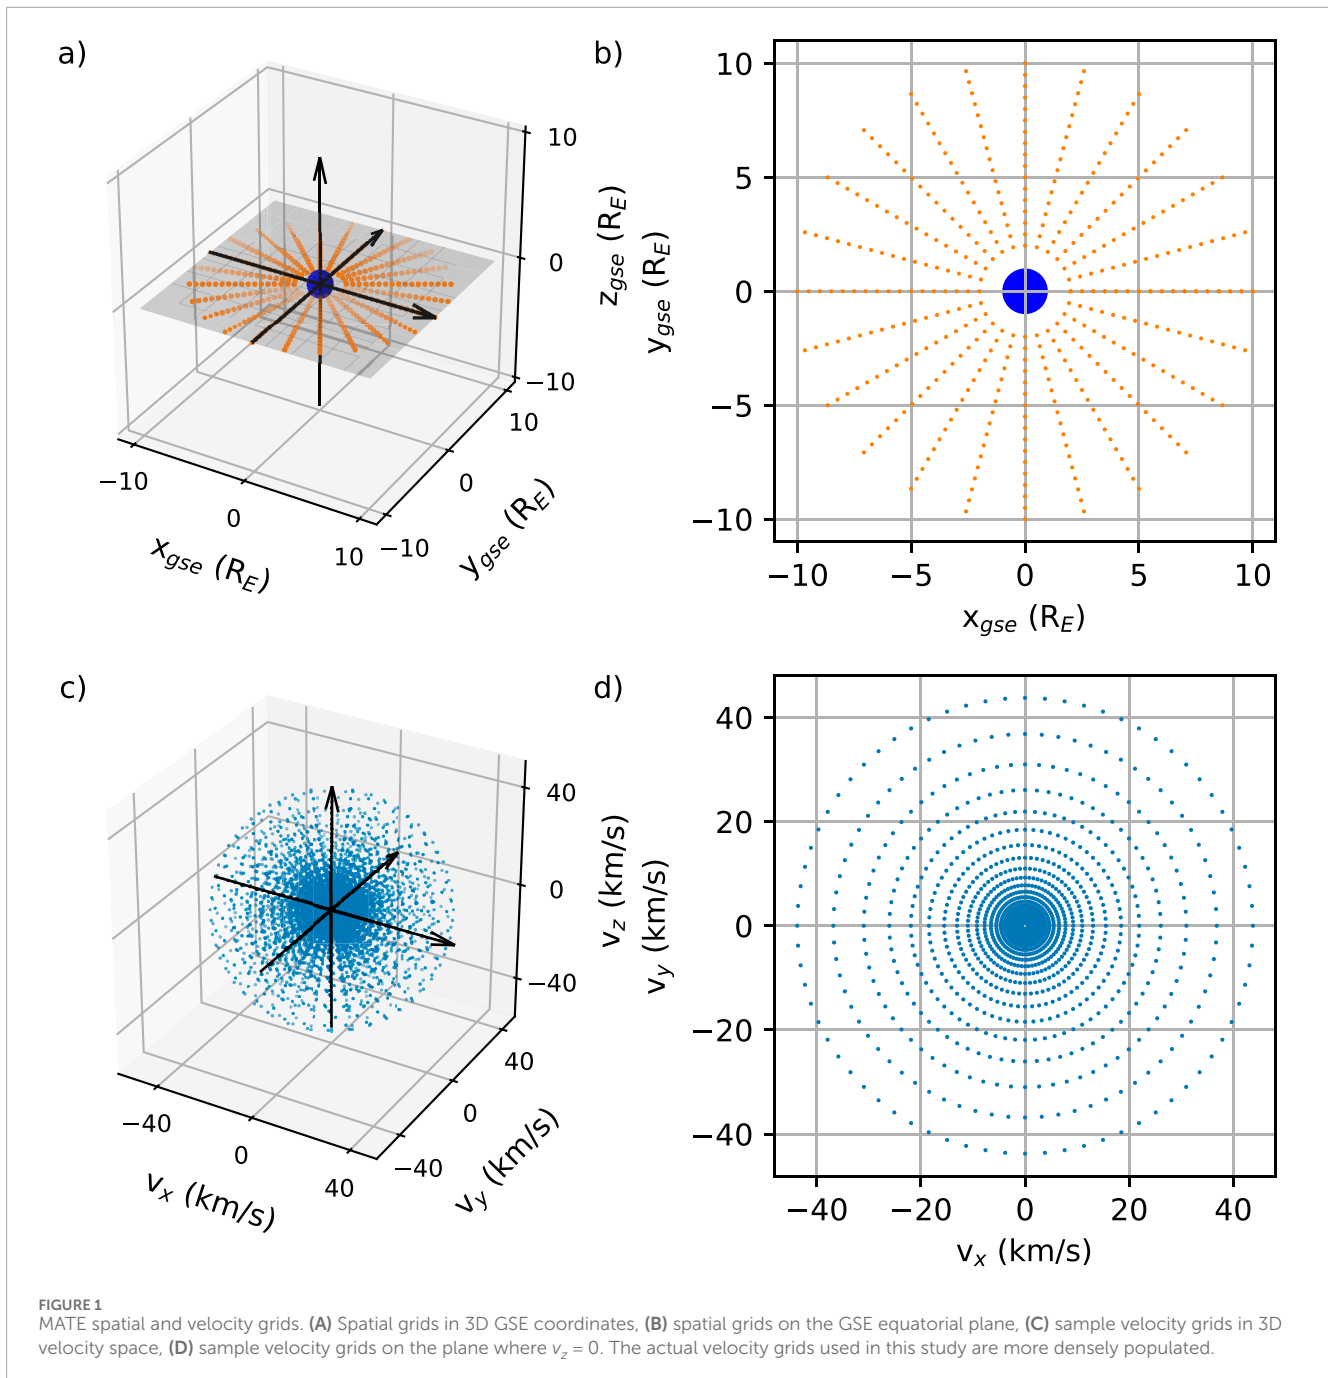 a)
10
0
−10
z_gse (R_E)
−10
0
10
x_gse (R_E)
−10
0
10
y_gse (R_E)
b)
10
5
0
−5
−10
y_gse (R_E)
−10
−5
0
5
10
x_gse (R_E)
c)
40
0
−40
v_z (km/s)
−40
0
40
v_x (km/s)
−40
0
40
v_y (km/s)
d)
40
20
0
−20
−40
v_y (km/s)
−40
−20
0
20
40
v_x (km/s)
FIGURE 1
MATE spatial and velocity grids. (A) Spatial grids in 3D GSE coordinates, (B) spatial grids on the GSE equatorial plane, (C) sample velocity grids in 3D
velocity space, (D) sample velocity grids on the plane where v_z = 0. The actual velocity grids used in this study are more densely populated.